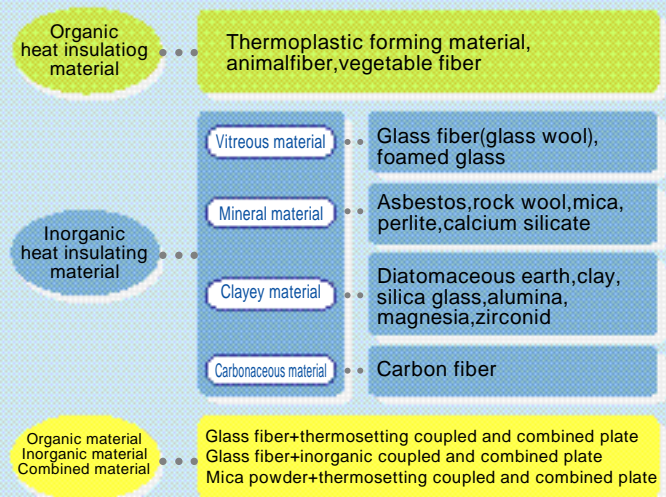 Organic
heat insulatiog
material
Thermoplastic forming material,
animalfiber,vegetable fiber
Inorganic
heat insulating
material
Vitreous material
Glass fiber(glass wool),
foamed glass
Mineral material
Asbestos,rock wool,mica,
perlite,calcium silicate
Clayey material
Diatomaceous earth,clay,
silica glass,alumina,
magnesia,zirconid
Carbonaceous material
Carbon fiber
Organic material
Inorganic material
Combined material
Glass fiber+thermosetting coupled and combined plate
Glass fiber+inorganic coupled and combined plate
Mica powder+thermosetting coupled and combined plate